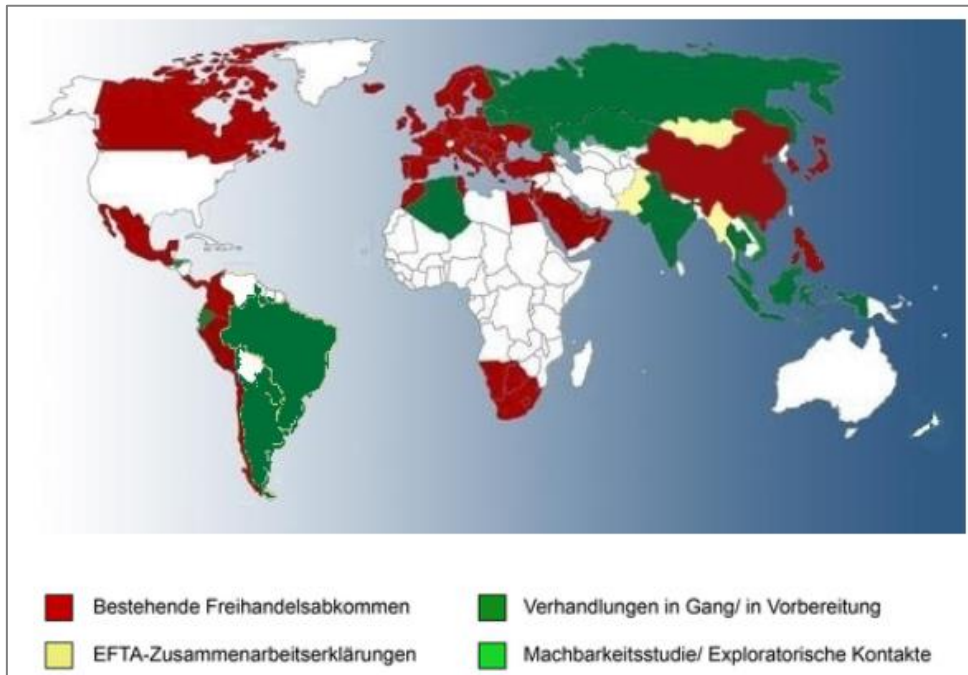 Bestehende Freihandelsabkommen
Verhandlungen in Gang/ in Vorbereitung
EFTA-Zusammenarbeitserklärungen
Machbarkeitsstudie/ Exploratorische Kontakte